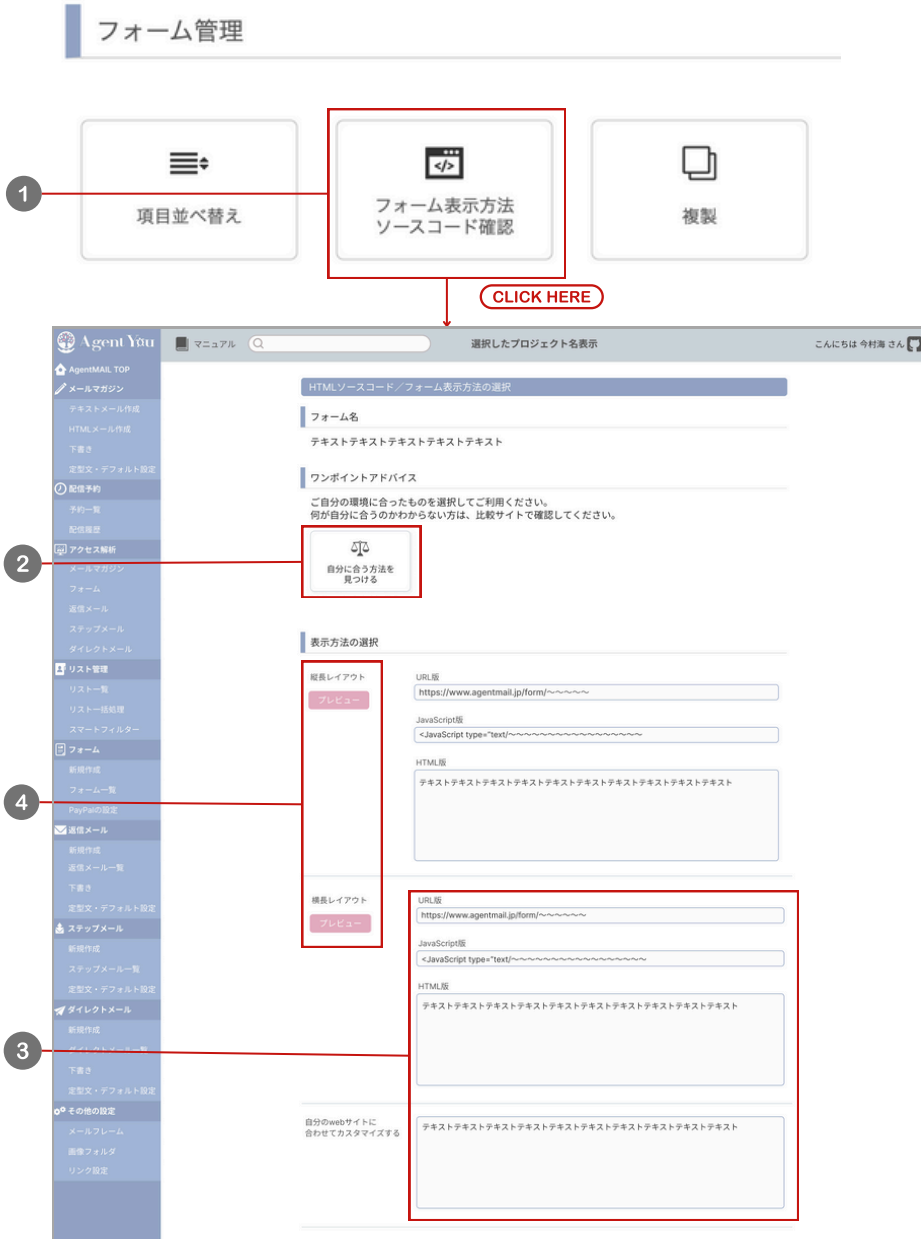 フォーム管理
項目並べ替え
フォーム表示方法
ソースコード確認
複製
1
CLICK HERE
Agent You
マニュアル
選択したプロジェクト名表示
こんにちは 今村海 さん
AgentMAIL TOP
メールマガジン
テキストメール作成
HTMLメール作成
下書き
定型文・デフォルト設定
配信予約
予約一覧
配信履歴
アクセス解析
メールマガジン
フォーム
返信メール
ステップメール
ダイレクトメール
リスト管理
リスト一覧
リスト一括処理
スマートフィルター
フォーム
新規作成
フォーム一覧
PayPalの設定
返信メール
新規作成
返信メール一覧
下書き
定型文・デフォルト設定
ステップメール
新規作成
ステップメール一覧
定型文・デフォルト設定
ダイレクトメール
新規作成
ダイレクトメール一覧
下書き
定型文・デフォルト設定
その他の設定
メールフレーム
画像フォルダ
リンク設定
HTMLソースコード／フォーム表示方法の選択
フォーム名
テキストテキストテキストテキストテキスト
ワンポイントアドバイス
ご自分の環境に合ったものを選択してご利用ください。
何が自分に合うのかわからない方は、比較サイトで確認してください。
2
自分に合う方法を
見つける
表示方法の選択
4
縦長レイアウト
プレビュー
URL版
https://www.agentmail.jp/form/〜〜〜〜〜
JavaScript版
<JavaScript type="text/〜〜〜〜〜〜〜〜〜〜〜〜〜〜〜〜〜
HTML版
テキストテキストテキストテキストテキストテキストテキストテキストテキストテキスト
横長レイアウト
プレビュー
3
URL版
https://www.agentmail.jp/form/〜〜〜〜〜〜
JavaScript版
<JavaScript type="text/〜〜〜〜〜〜〜〜〜〜〜〜〜〜〜〜〜
HTML版
テキストテキストテキストテキストテキストテキストテキストテキストテキストテキスト
自分のwebサイトに
合わせてカスタマイズする
テキストテキストテキストテキストテキストテキストテキストテキストテキストテキスト